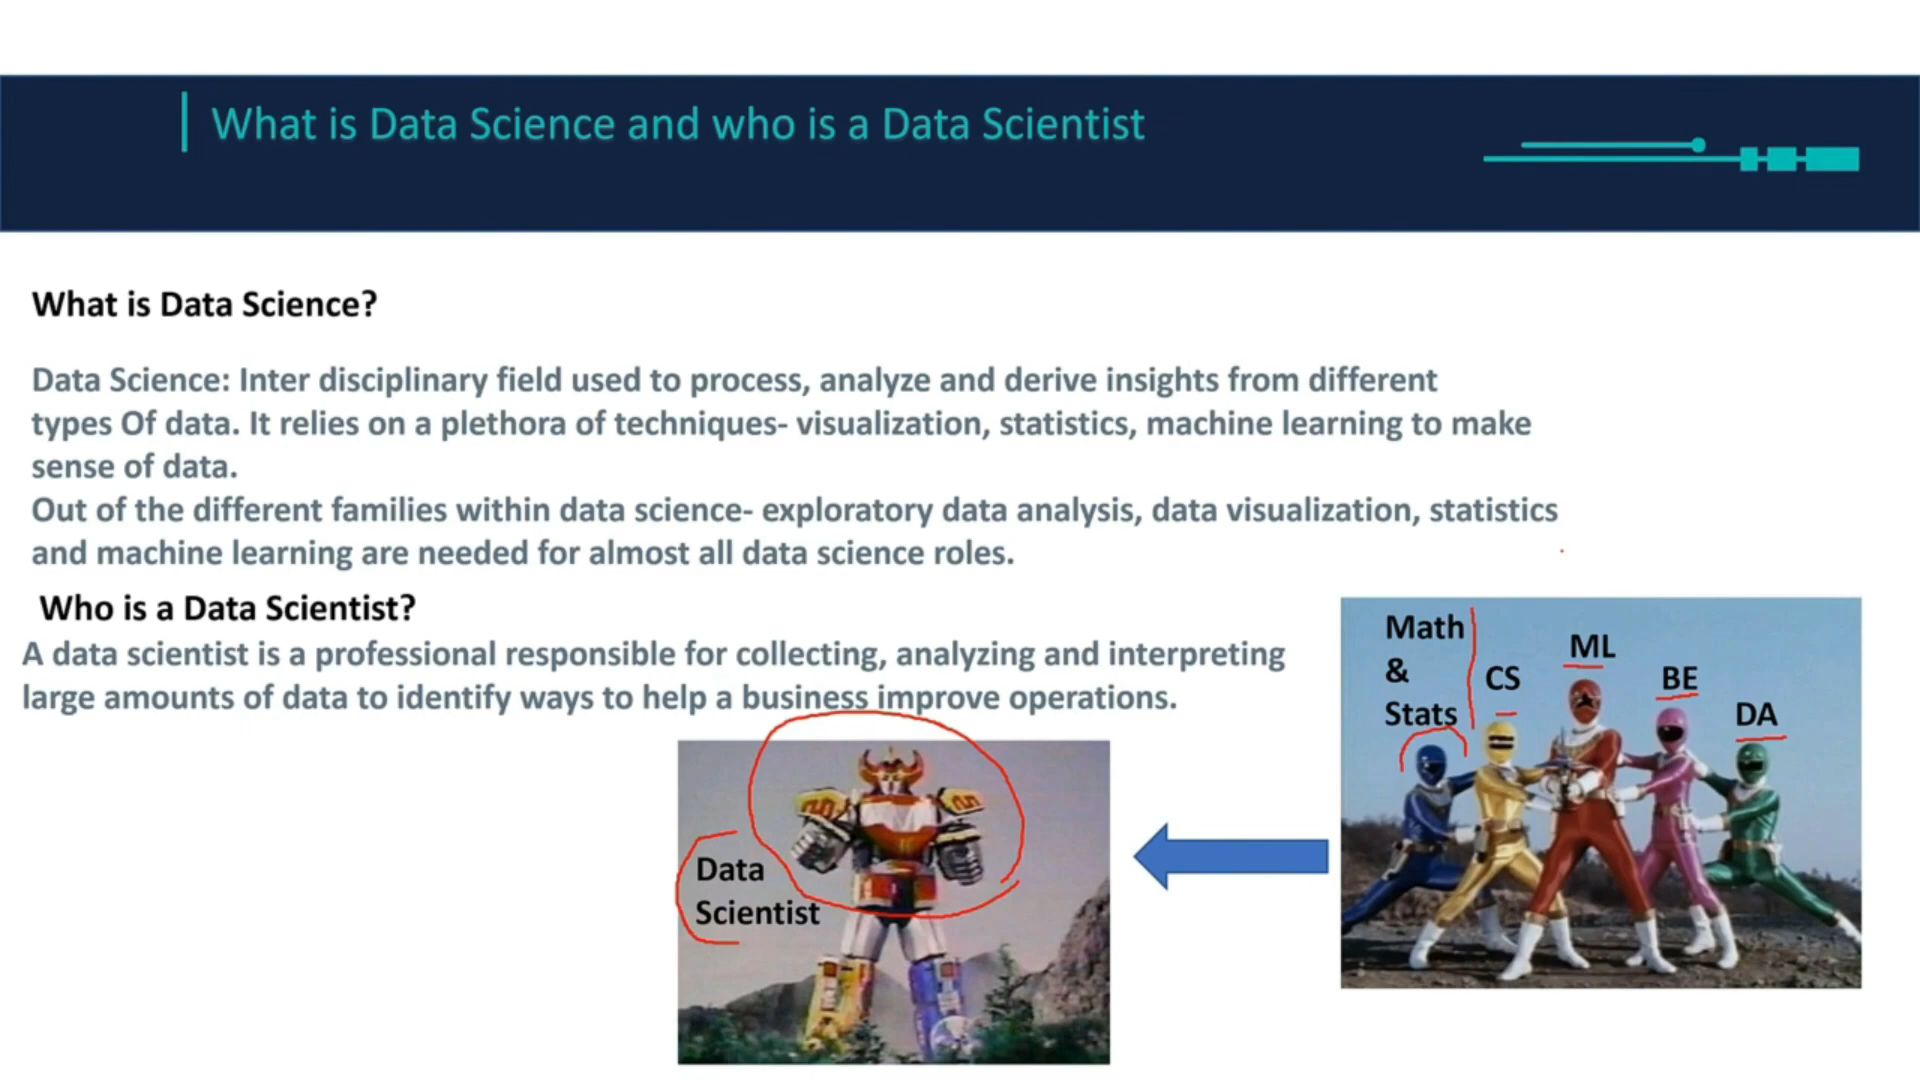 What is Data Science and who is a Data Scientist
What is Data Science?
Data Science: Inter disciplinary field used to process, analyze and derive insights from different
types Of data. It relies on a plethora of techniques- visualization, statistics, machine learning to make
sense of data.
Out of the different families within data science- exploratory data analysis, data visualization, statistics
and machine learning are needed for almost all data science roles.
Who is a Data Scientist?
A data scientist is a professional responsible for collecting, analyzing and interpreting
large amounts of data to identify ways to help a business improve operations.
Data
Scientist
Math
&
Stats
CS
ML
BE
DA